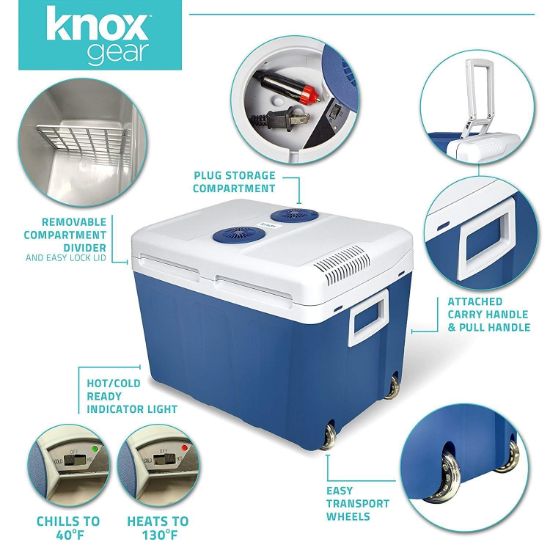 knox
gear
PLUG STORAGE
COMPARTMENT
REMOVABLE
COMPARTMENT
DIVIDER
AND EASY LOCK LID
ATTACHED
CARRY HANDLE
& PULL HANDLE
HOT/COLD
READY
INDICATOR LIGHT
EASY
TRANSPORT
WHEELS
CHILLS TO
40°F
HEATS TO
130°F